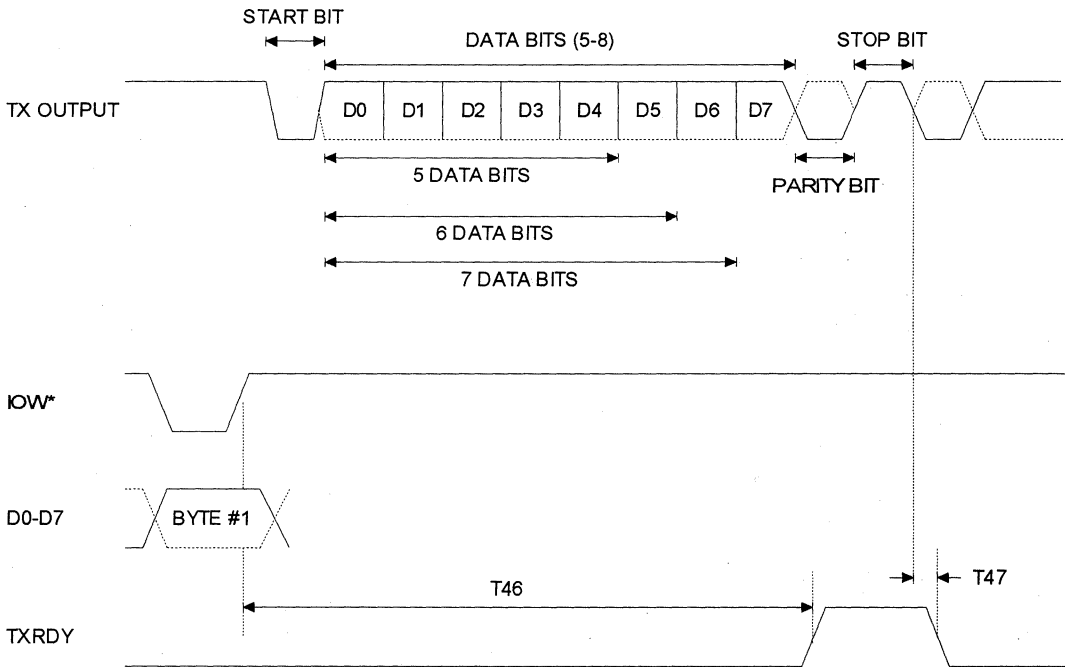 START BIT
DATA BITS (5-8)
STOP BIT
TX OUTPUT
D0 D1 D2 D3 D4 D5 D6 D7
5 DATA BITS
PARITY BIT
6 DATA BITS
7 DATA BITS
IOW*
D0-D7
BYTE #1
T46
T47
TXRDY